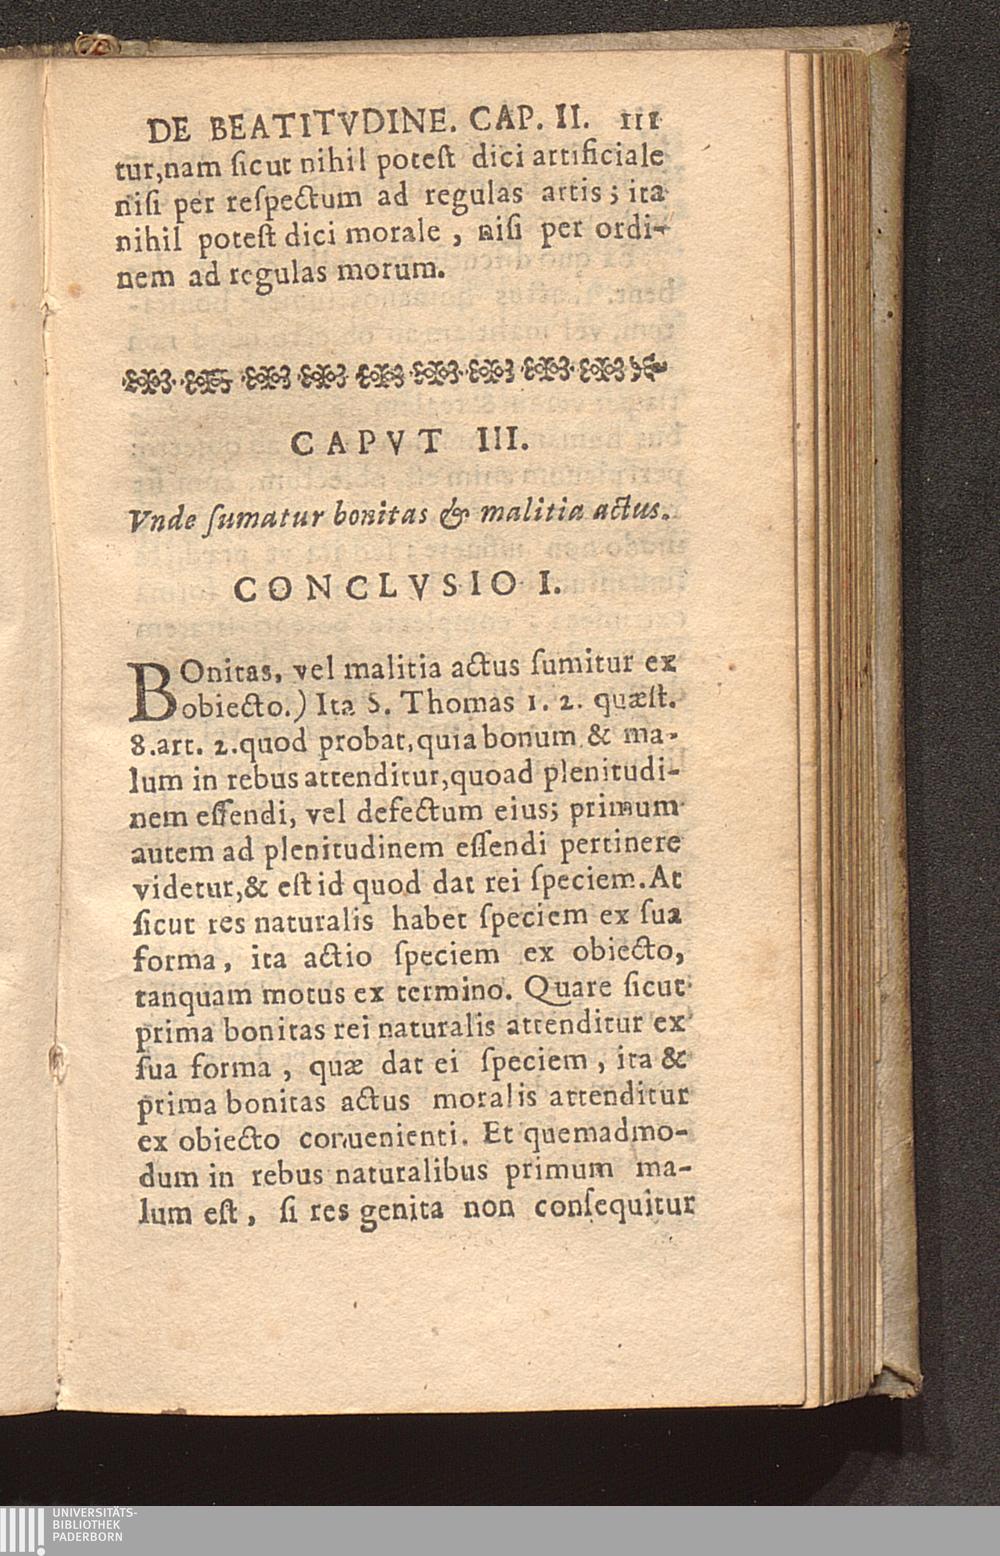 DE BEATITVDINE. CAP. II. 111
tur,nam ſicut nihil poteſt dici artificiale
niſi per reſpectum ad regulas artis; ita
nihil poteſt dici morale, niſi per ordi-
nem ad regulas morum.
CAPVT III.
Vnde ſumatur bonitas & malitia actus.
CONCLVSIO I.
BOnitas, vel malitia actus ſumitur ex
obiecto.) Ita S. Thomas 1. 2. quæſt.
8.art. 2.quod probat,quia bonum & ma-
lum in rebus attenditur,quoad plenitudi-
nem eſſendi, vel defectum eius; primum
autem ad plenitudinem eſſendi pertinere
videtur,& eſt id quod dat rei ſpeciem.At
ſicut res naturalis habet ſpeciem ex ſua
forma, ita actio ſpeciem ex obiecto,
tanquam motus ex termino. Quare ſicut
prima bonitas rei naturalis attenditur ex
ſua forma, quæ dat ei ſpeciem, ita &
prima bonitas actus moralis attenditur
ex obiecto conuenienti. Et quemadmo-
dum in rebus naturalibus primum ma-
lum eſt, ſi res genita non conſequitur
UNIVERSITÄTS-
BIBLIOTHEK
PADERBORN